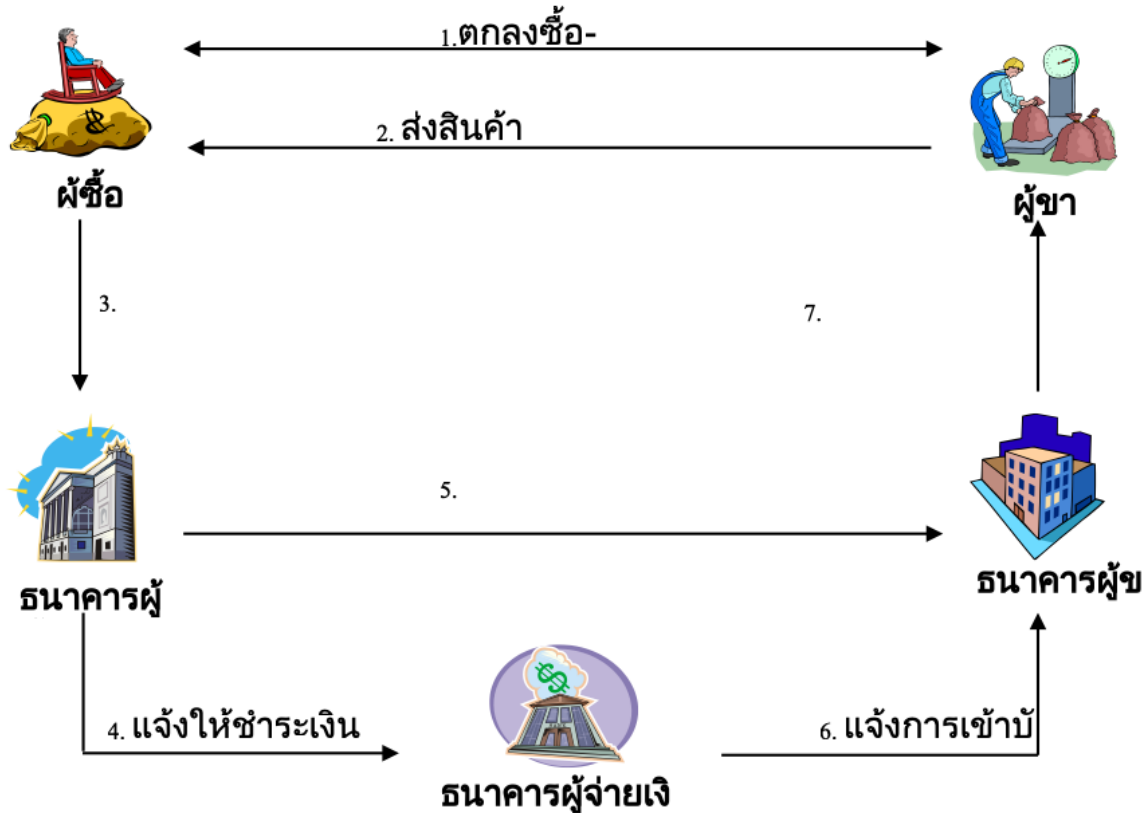 1.ตกลงซื้อ-
2. ส่งสินค้า
ผู้ซื้อ
ผู้ขา
3.
7.
5.
ธนาคารผู้
ธนาคารผู้ข
4. แจ้งให้ชำระเงิน
6. แจ้งการเข้าบั
ธนาคารผู้จ่ายเงิ